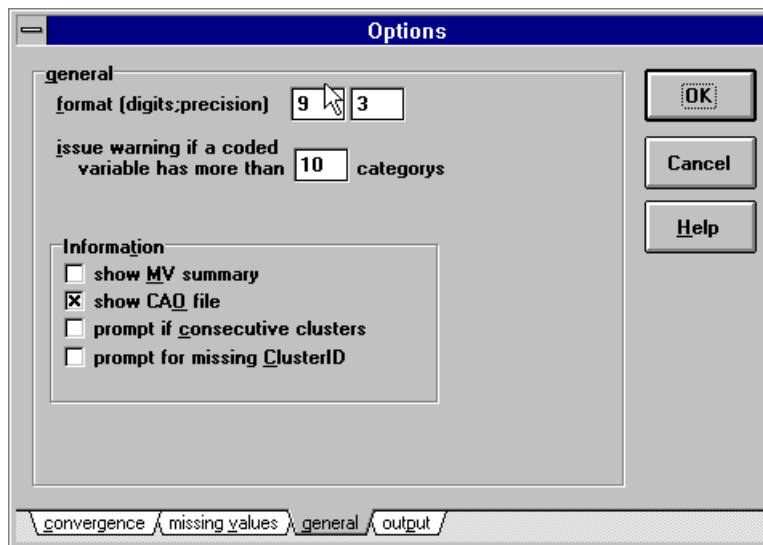 Options
general
format (digits;precision) 9 3
issue warning if a coded
variable has more than 10 categorys
Information
show MV summary
show CAO file
prompt if consecutive clusters
prompt for missing ClusterID
OK
Cancel
Help
convergence missing values general output